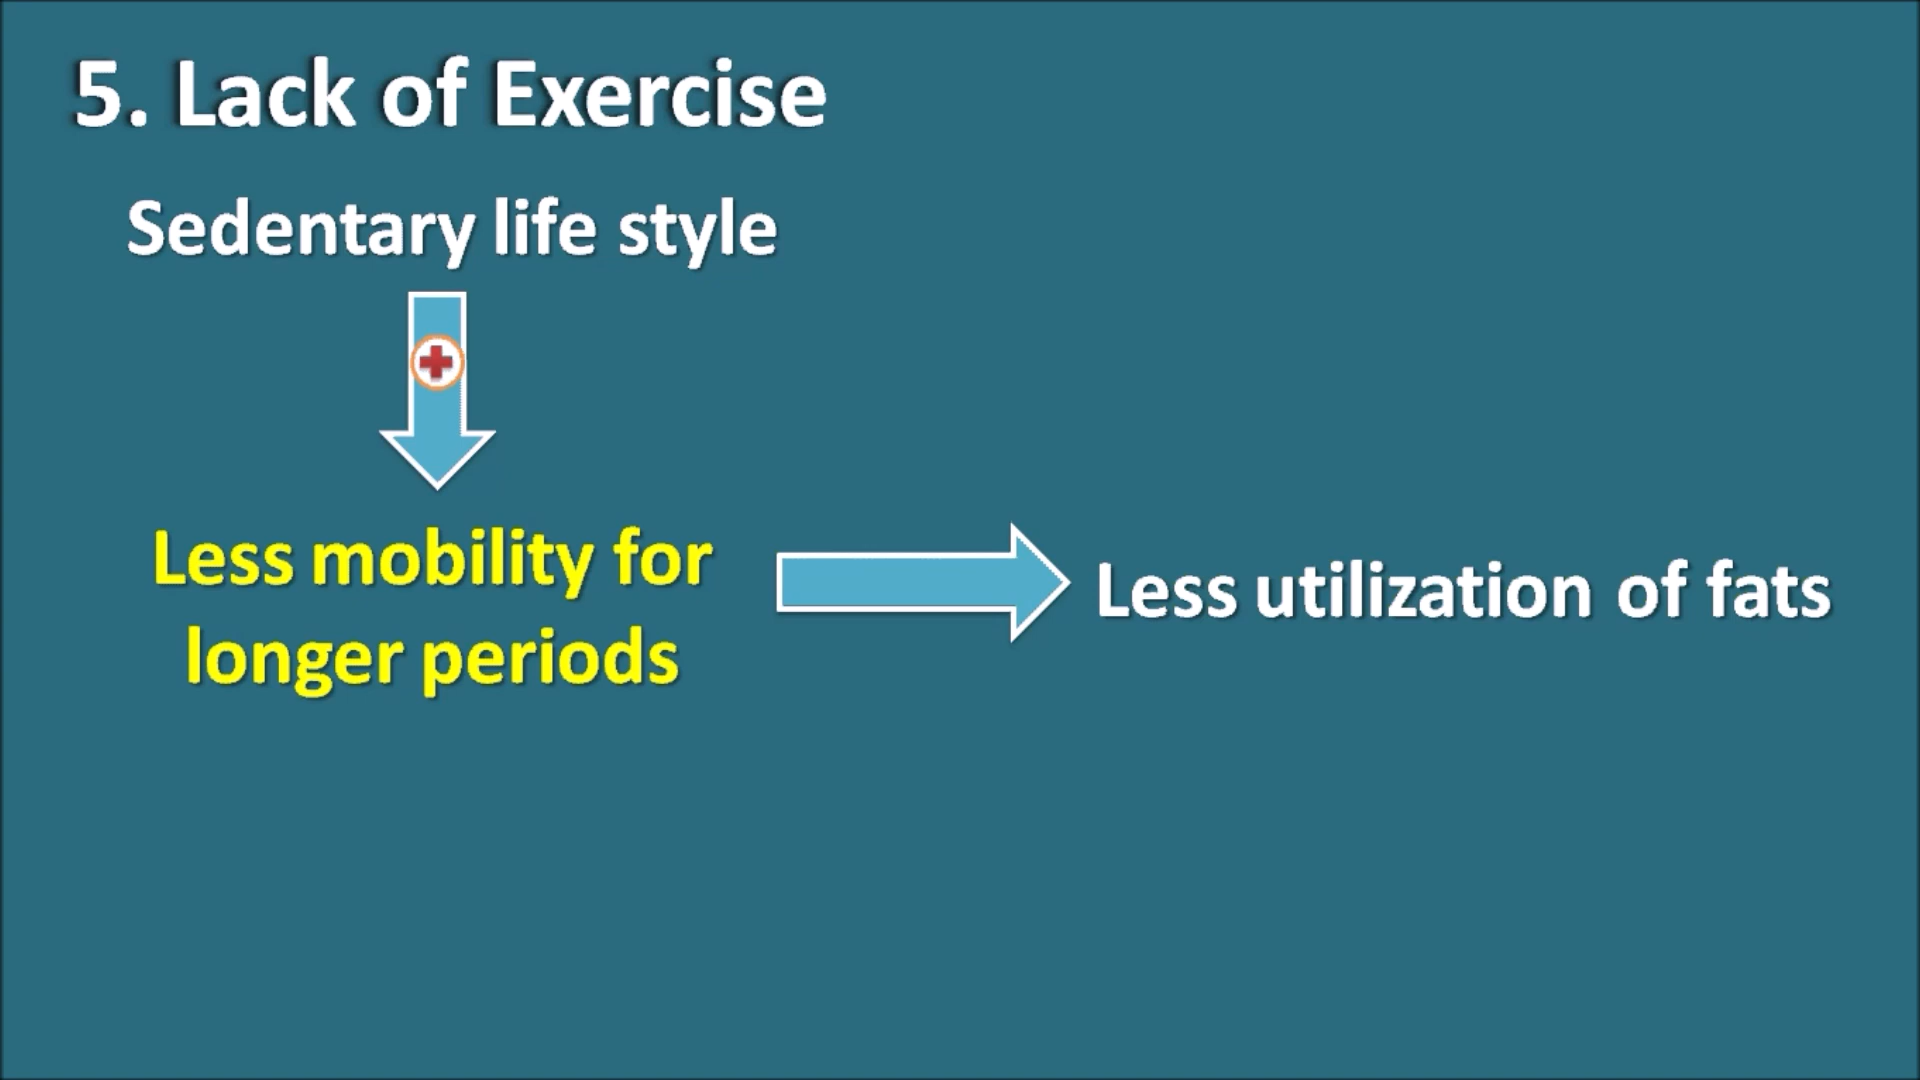 5. Lack of Exercise
Sedentary life style
Less mobility for
longer periods
Less utilization of fats